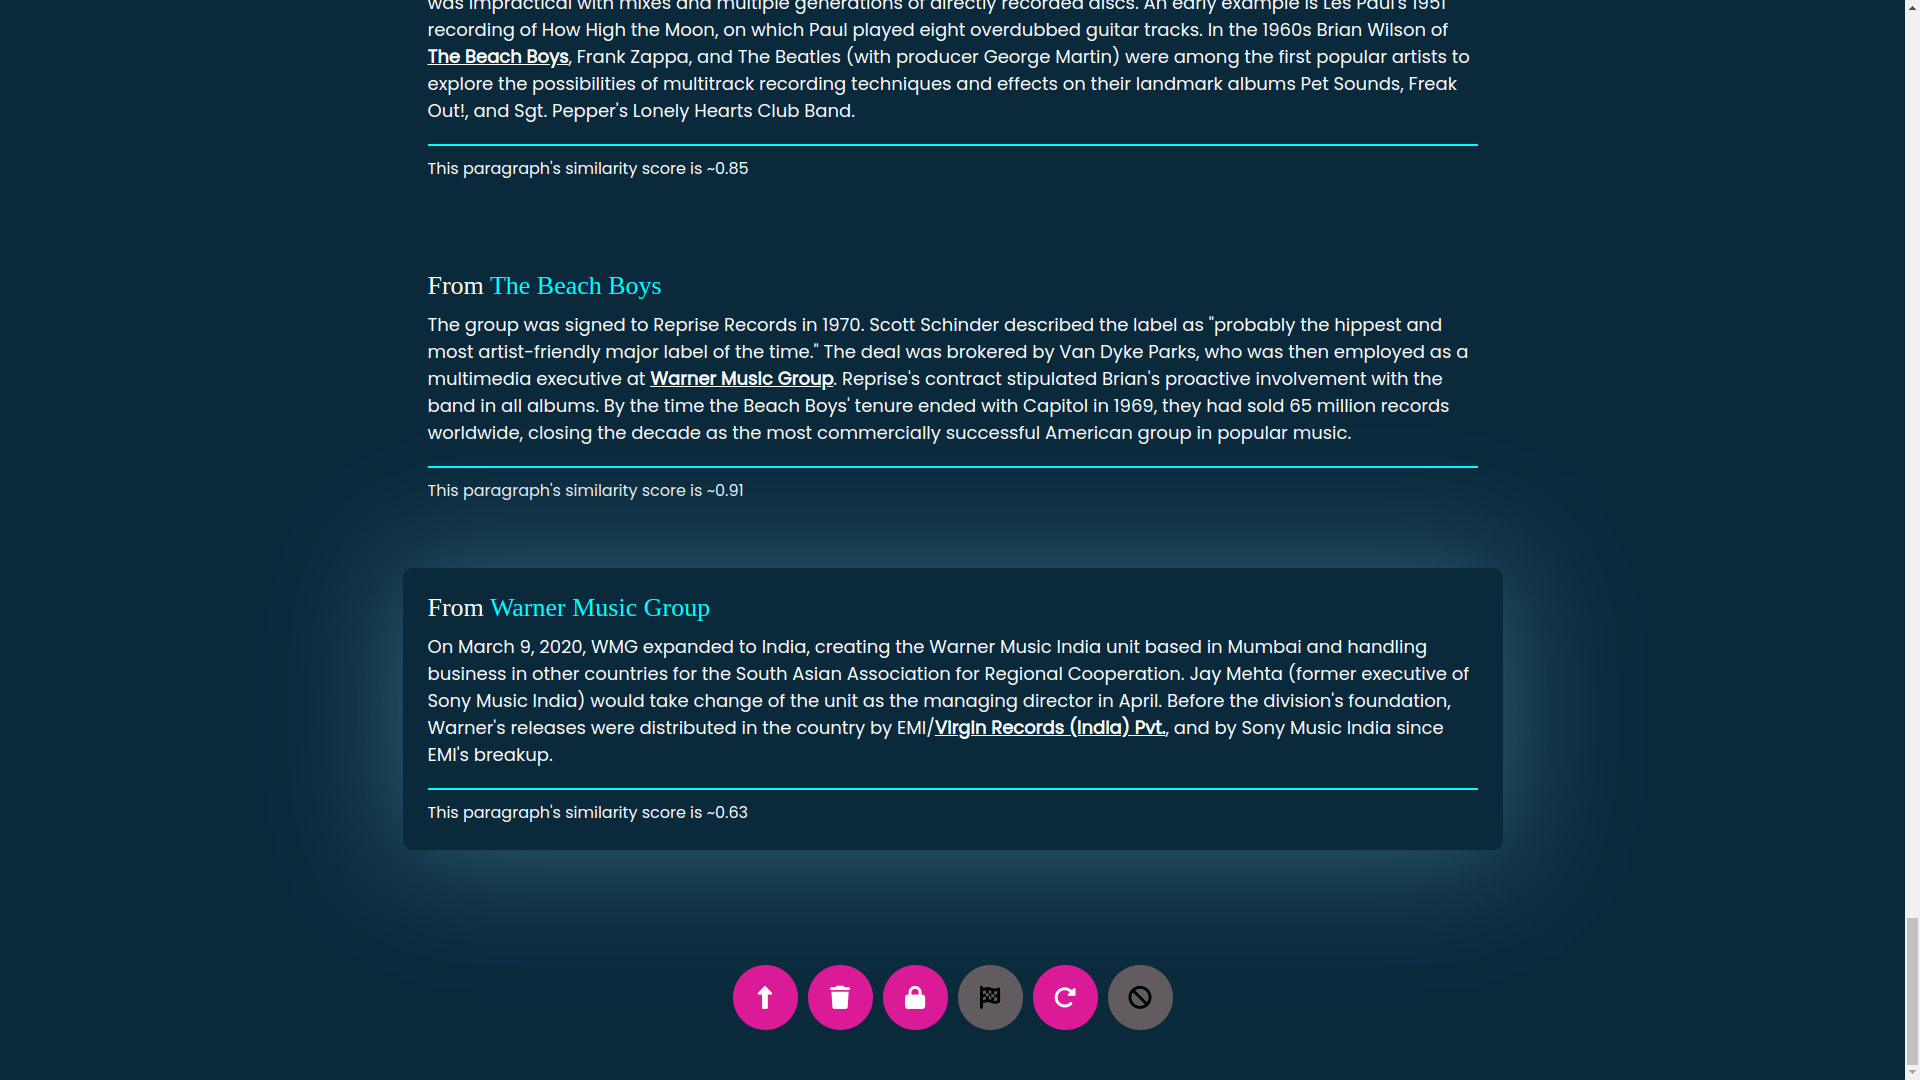 was impractical with mixes and multiple generations of directly recorded discs. An early example is Les Paul's 1951
recording of How High the Moon, on which Paul played eight overdubbed guitar tracks. In the 1960s Brian Wilson of
The Beach Boys, Frank Zappa, and The Beatles (with producer George Martin) were among the first popular artists to
explore the possibilities of multitrack recording techniques and effects on their landmark albums Pet Sounds, Freak
Out!, and Sgt. Pepper's Lonely Hearts Club Band.
This paragraph's similarity score is ~0.85
From The Beach Boys
The group was signed to Reprise Records in 1970. Scott Schinder described the label as "probably the hippest and
most artist-friendly major label of the time." The deal was brokered by Van Dyke Parks, who was then employed as a
multimedia executive at Warner Music Group. Reprise's contract stipulated Brian's proactive involvement with the
band in all albums. By the time the Beach Boys' tenure ended with Capitol in 1969, they had sold 65 million records
worldwide, closing the decade as the most commercially successful American group in popular music.
This paragraph's similarity score is ~0.91
From Warner Music Group
On March 9, 2020, WMG expanded to India, creating the Warner Music India unit based in Mumbai and handling
business in other countries for the South Asian Association for Regional Cooperation. Jay Mehta (former executive of
Sony Music India) would take change of the unit as the managing director in April. Before the division's foundation,
Warner's releases were distributed in the country by EMI/Virgin Records (India) Pvt., and by Sony Music India since
EMI's breakup.
This paragraph's similarity score is ~0.63